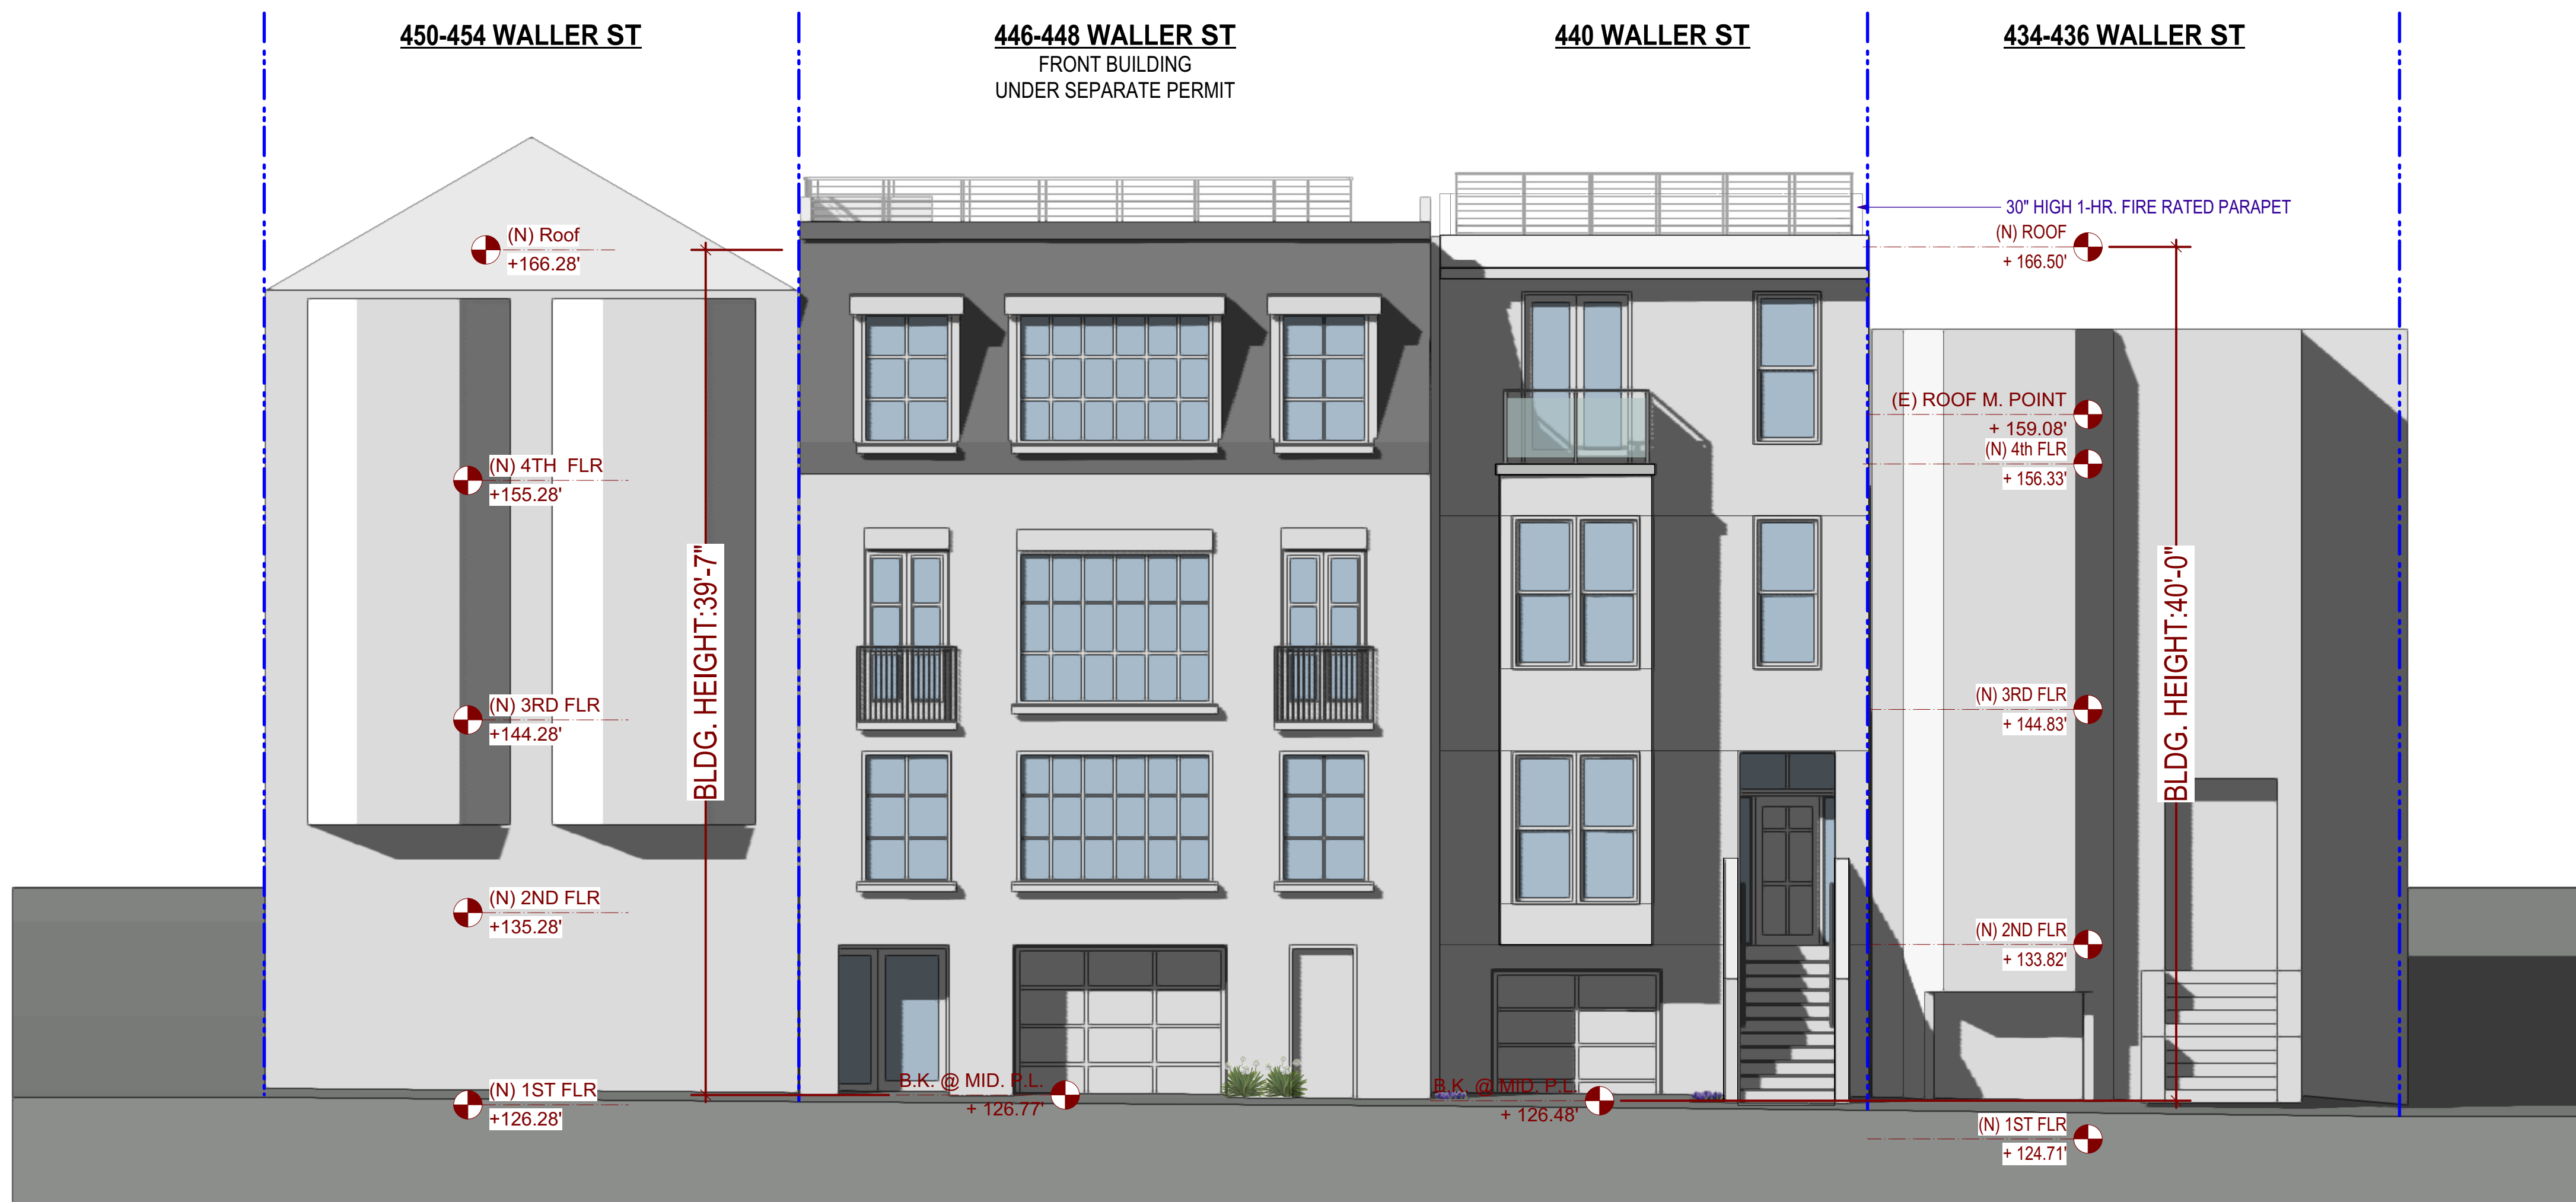 450-454 WALLER ST
446-448 WALLER ST
FRONT BUILDING
UNDER SEPARATE PERMIT
440 WALLER ST
434-436 WALLER ST
(N) Roof
+166.28'
(N) 4TH FLR
+155.28'
(N) 3RD FLR
+144.28'
(N) 2ND FLR
+135.28'
(N) 1ST FLR
+126.28'
BLDG. HEIGHT:39'-7"
B.K. @ MID. P.L.
+ 126.77'
B.K. @ MID. P.L.
+ 126.48'
30" HIGH 1-HR. FIRE RATED PARAPET
(N) ROOF
+ 166.50'
(E) ROOF M. POINT
+ 159.08'
(N) 4th FLR
+ 156.33'
(N) 3RD FLR
+ 144.83'
(N) 2ND FLR
+ 133.82'
(N) 1ST FLR
+ 124.71'
BLDG. HEIGHT:40'-0"